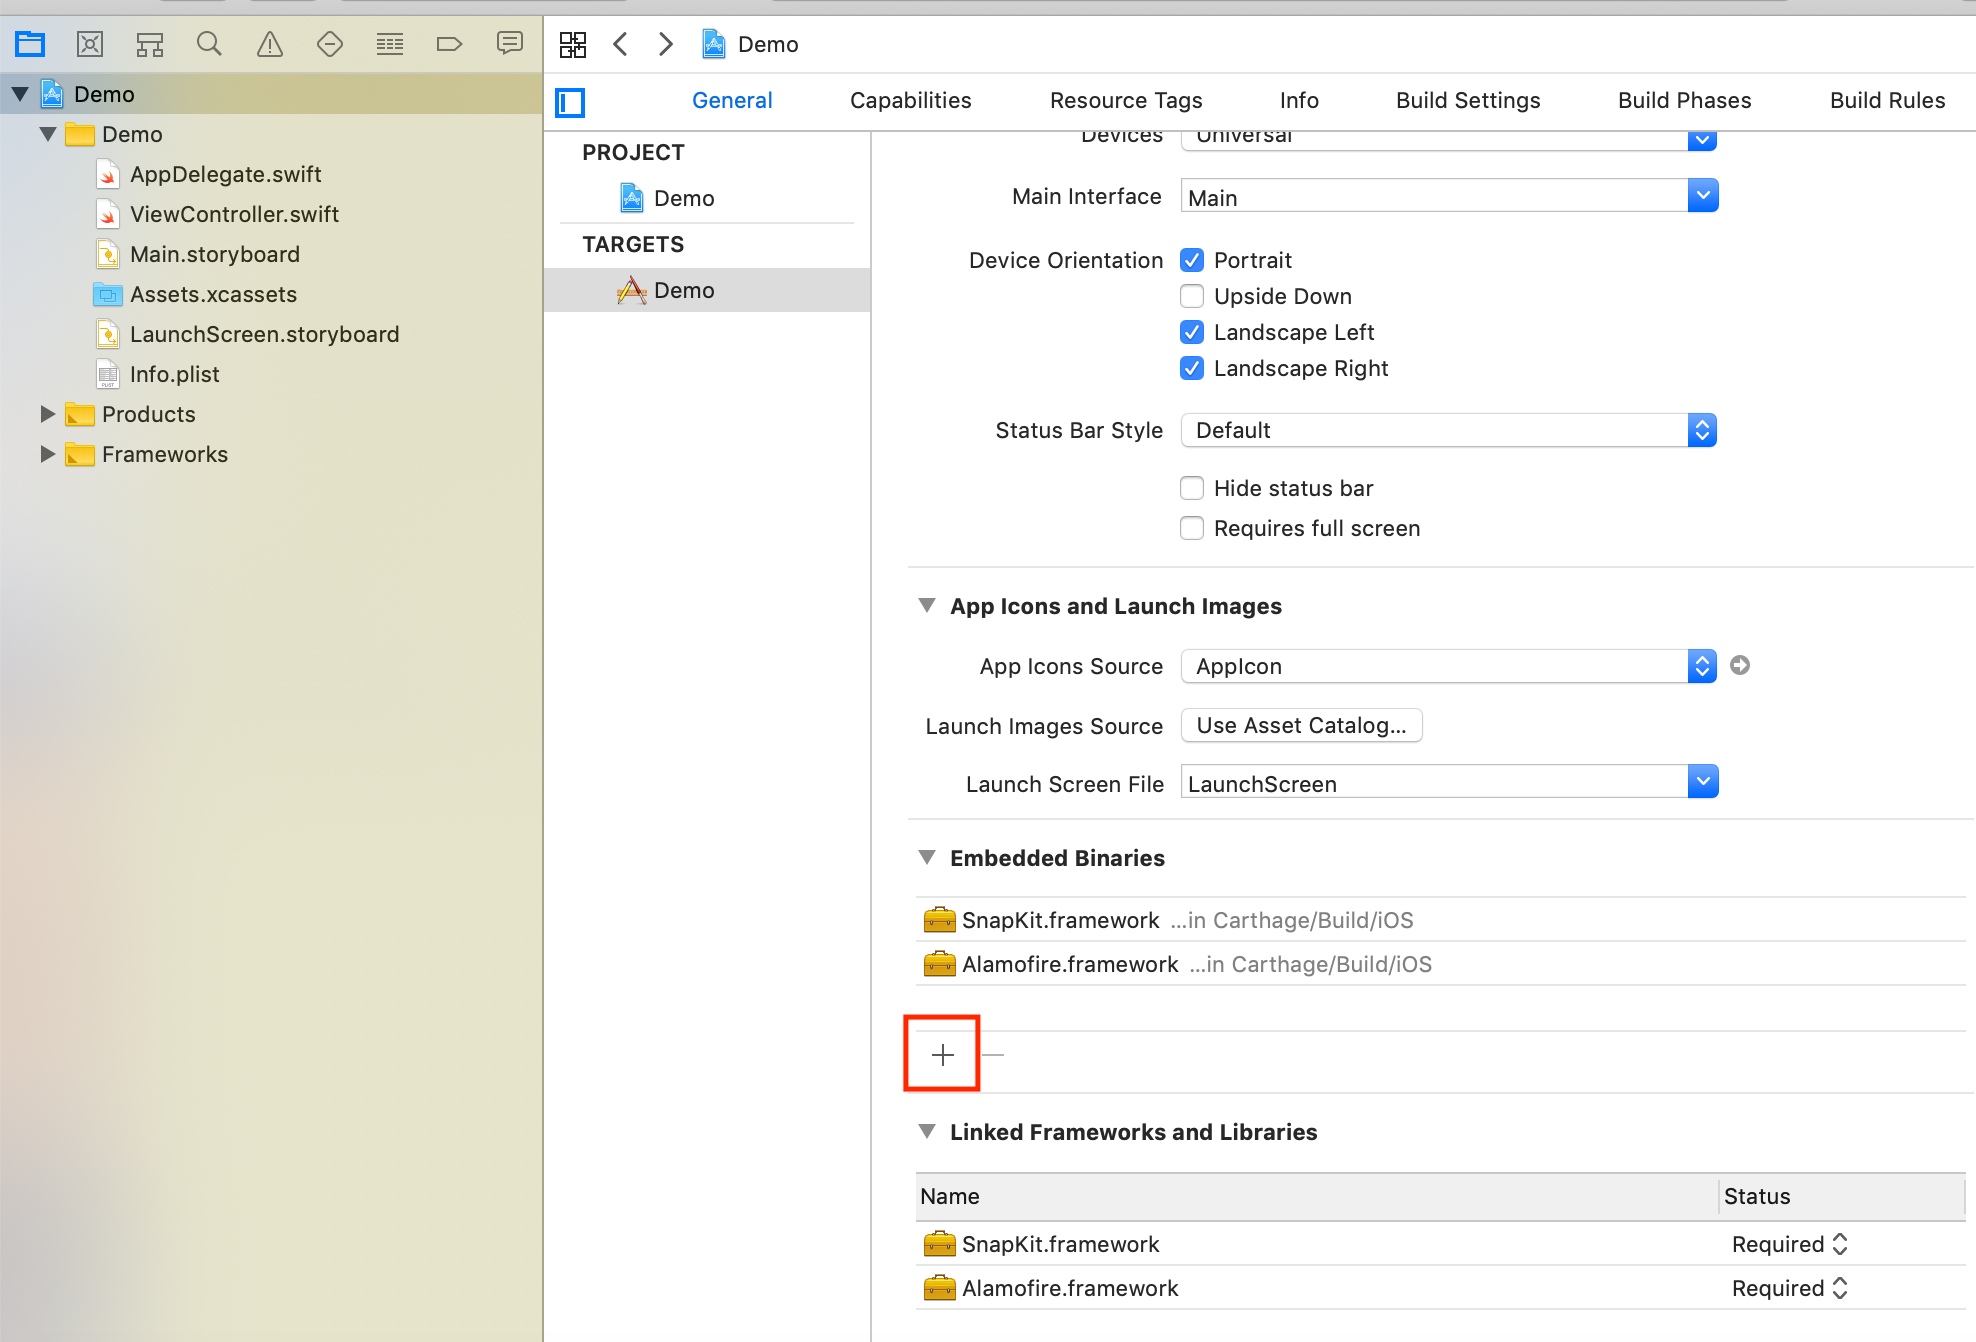 Demo
Demo
AppDelegate.swift
ViewController.swift
Main.storyboard
Assets.xcassets
LaunchScreen.storyboard
Info.plist
Products
Frameworks
Demo
General Capabilities Resource Tags Info Build Settings Build Phases Build Rules
PROJECT
Demo
TARGETS
Demo
Devices Universal
Main Interface Main
Device Orientation Portrait
Upside Down
Landscape Left
Landscape Right
Status Bar Style Default
Hide status bar
Requires full screen
App Icons and Launch Images
App Icons Source AppIcon
Launch Images Source Use Asset Catalog...
Launch Screen File LaunchScreen
Embedded Binaries
SnapKit.framework ...in Carthage/Build/iOS
Alamofire.framework ...in Carthage/Build/iOS
Linked Frameworks and Libraries
Name Status
SnapKit.framework Required
Alamofire.framework Required